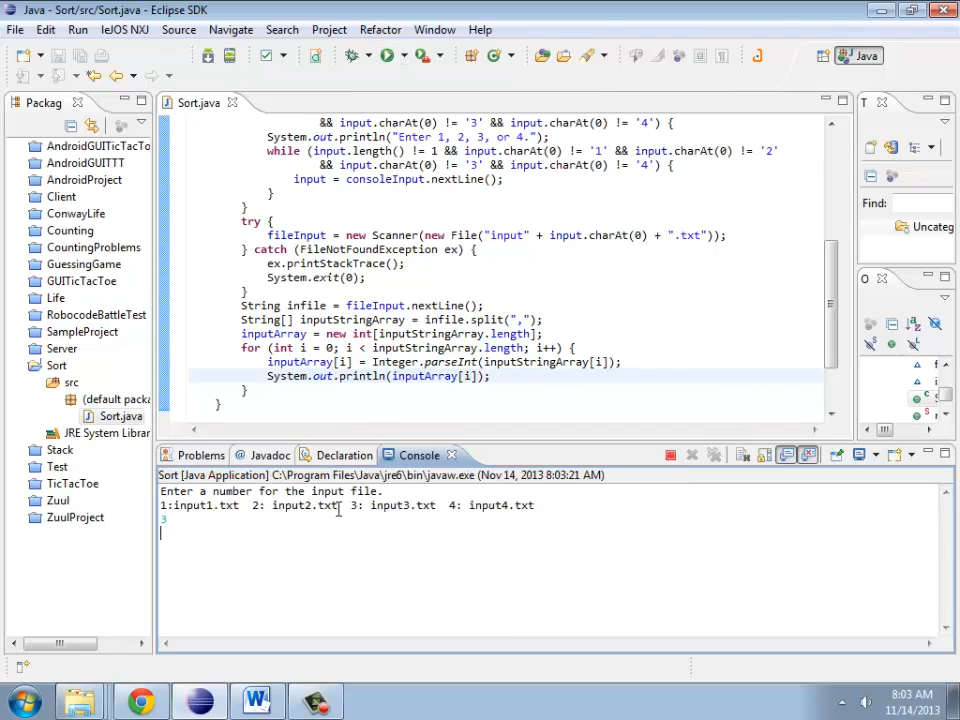 Java - Sort/src/Sort.java - Eclipse SDK
File Edit Run leJOS NXJ Source Navigate Search Project Refactor Window Help
Java
Packag
AndroidGUITicTacTo
AndroidGUITTT
AndroidProject
Client
ConwayLife
Counting
CountingProblems
GuessingGame
GUITicTacToe
Life
RobocodeBattleTest
SampleProject
Server
Sort
src
(default packa
Sort.java
JRE System Librar
Stack
Test
TicTacToe
Zuul
ZuulProject
Sort.java
&& input.charAt(0) != '3' && input.charAt(0) != '4') {
System.out.println("Enter 1, 2, 3, or 4.");
while (input.length() != 1 && input.charAt(0) != '1' && input.charAt(0) != '2'
&& input.charAt(0) != '3' && input.charAt(0) != '4') {
input = consoleInput.nextLine();
}
}
try {
fileInput = new Scanner(new File("input" + input.charAt(0) + ".txt"));
} catch (FileNotFoundException ex) {
ex.printStackTrace();
System.exit(0);
}
String infile = fileInput.nextLine();
String[] inputStringArray = infile.split(",");
inputArray = new int[inputStringArray.length];
for (int i = 0; i < inputStringArray.length; i++) {
inputArray[i] = Integer.parseInt(inputStringArray[i]);
System.out.println(inputArray[i]);
}
}
T
Find:
Uncateg
O
Problems Javadoc Declaration Console
Sort [Java Application] C:\Program Files\Java\jre6\bin\javaw.exe (Nov 14, 2013 8:03:21 AM)
Enter a number for the input file.
1:input1.txt 2: input2.txt 3: input3.txt 4: input4.txt
3
8:03 AM
11/14/2013